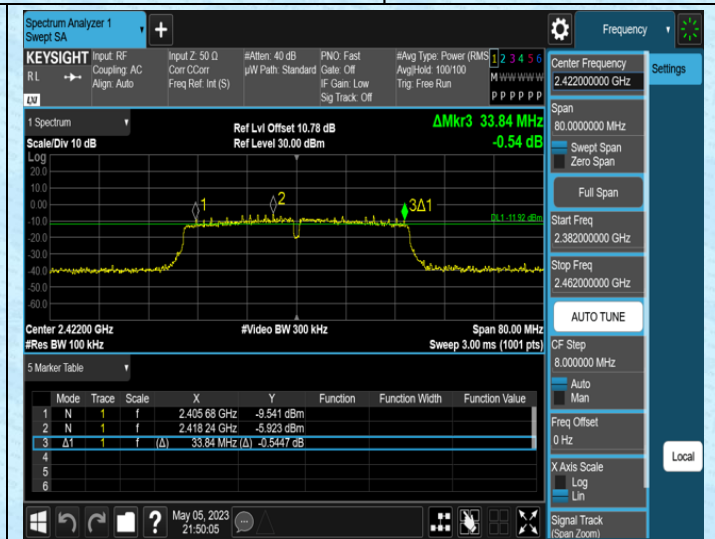 Spectrum Analyzer 1
Swept SA
+
Frequency
KEYSIGHT
RL
LXI
Input: RF
Coupling: AC
Align: Auto
Input Z: 50 Ω
Corr CCorr
Freq Ref: Int (S)
#Atten: 40 dB
µW Path: Standard
PNO: Fast
Gate: Off
IF Gain: Low
Sig Track: Off
#Avg Type: Power (RMS
Avg|Hold: 100/100
Trig: Free Run
1 2 3 4 5 6
M W W W W W
P P P P P P
Center Frequency
2.422000000 GHz
Settings
1 Spectrum
Scale/Div 10 dB
Ref Lvl Offset 10.78 dB
Ref Level 30.00 dBm
ΔMkr3 33.84 MHz
-0.54 dB
Log
20.0
10.0
0.00
-10.0
-20.0
-30.0
-40.0
-50.0
-60.0
1
2
3Δ1
DL1 -11.92 dBm
Center 2.42200 GHz
#Res BW 100 kHz
#Video BW 300 kHz
Span 80.00 MHz
Sweep 3.00 ms (1001 pts)
Span
80.0000000 MHz
Swept Span
Zero Span
Full Span
Start Freq
2.382000000 GHz
Stop Freq
2.462000000 GHz
AUTO TUNE
CF Step
8.000000 MHz
Auto
Man
Freq Offset
0 Hz
X Axis Scale
Log
Lin
Signal Track
(Span Zoom)
Local
5 Marker Table
Mode Trace Scale X Y Function Function Width Function Value
1 N 1 f 2.405 68 GHz -9.541 dBm
2 N 1 f 2.418 24 GHz -5.923 dBm
3 Δ1 1 f (Δ) 33.84 MHz (Δ) -0.5447 dB
4
5
6
?
May 05, 2023
21:50:05